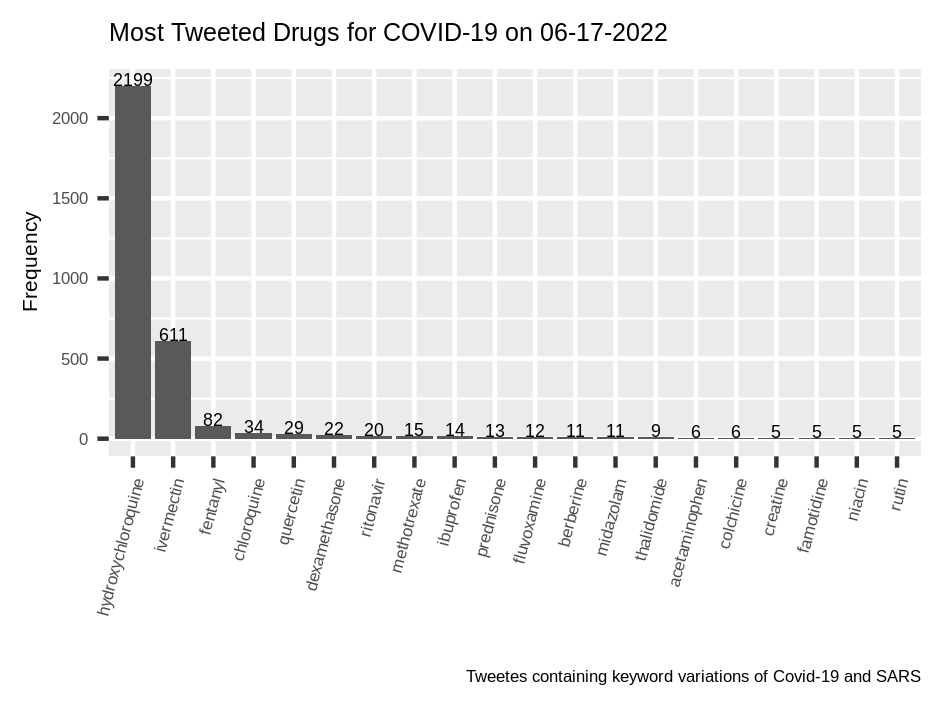 Most Tweeted Drugs for COVID-19 on 06-17-2022
Frequency
2000
1500
1000
500
0
2199
611
82
34
29
22
20
15
14
13
12
11
11
9
6
6
5
5
5
5
hydroxychloroquine
ivermectin
fentanyl
chloroquine
quercetin
dexamethasone
ritonavir
methotrexate
ibuprofen
prednisone
fluvoxamine
berberine
midazolam
thalidomide
acetaminophen
colchicine
creatine
famotidine
niacin
rutin
Tweetes containing keyword variations of Covid-19 and SARS